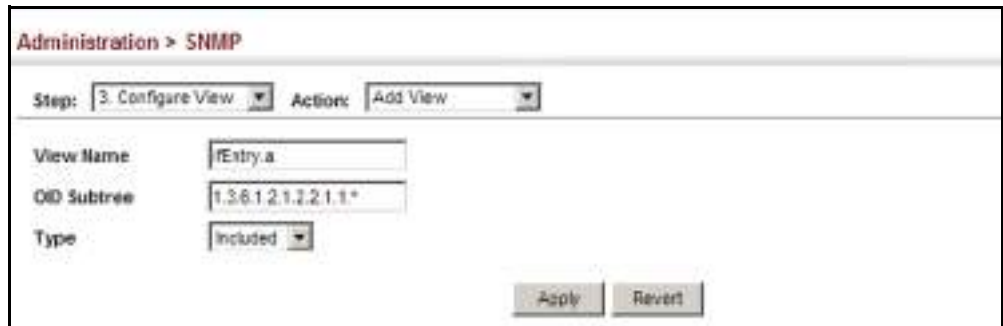 Administration > SNMP
Step: 3. Configure View Action: Add View
View Name ifEntry.a
OID Subtree 1.3.6.1.2.1.2.2.1.1.*
Type Included
Apply Revert